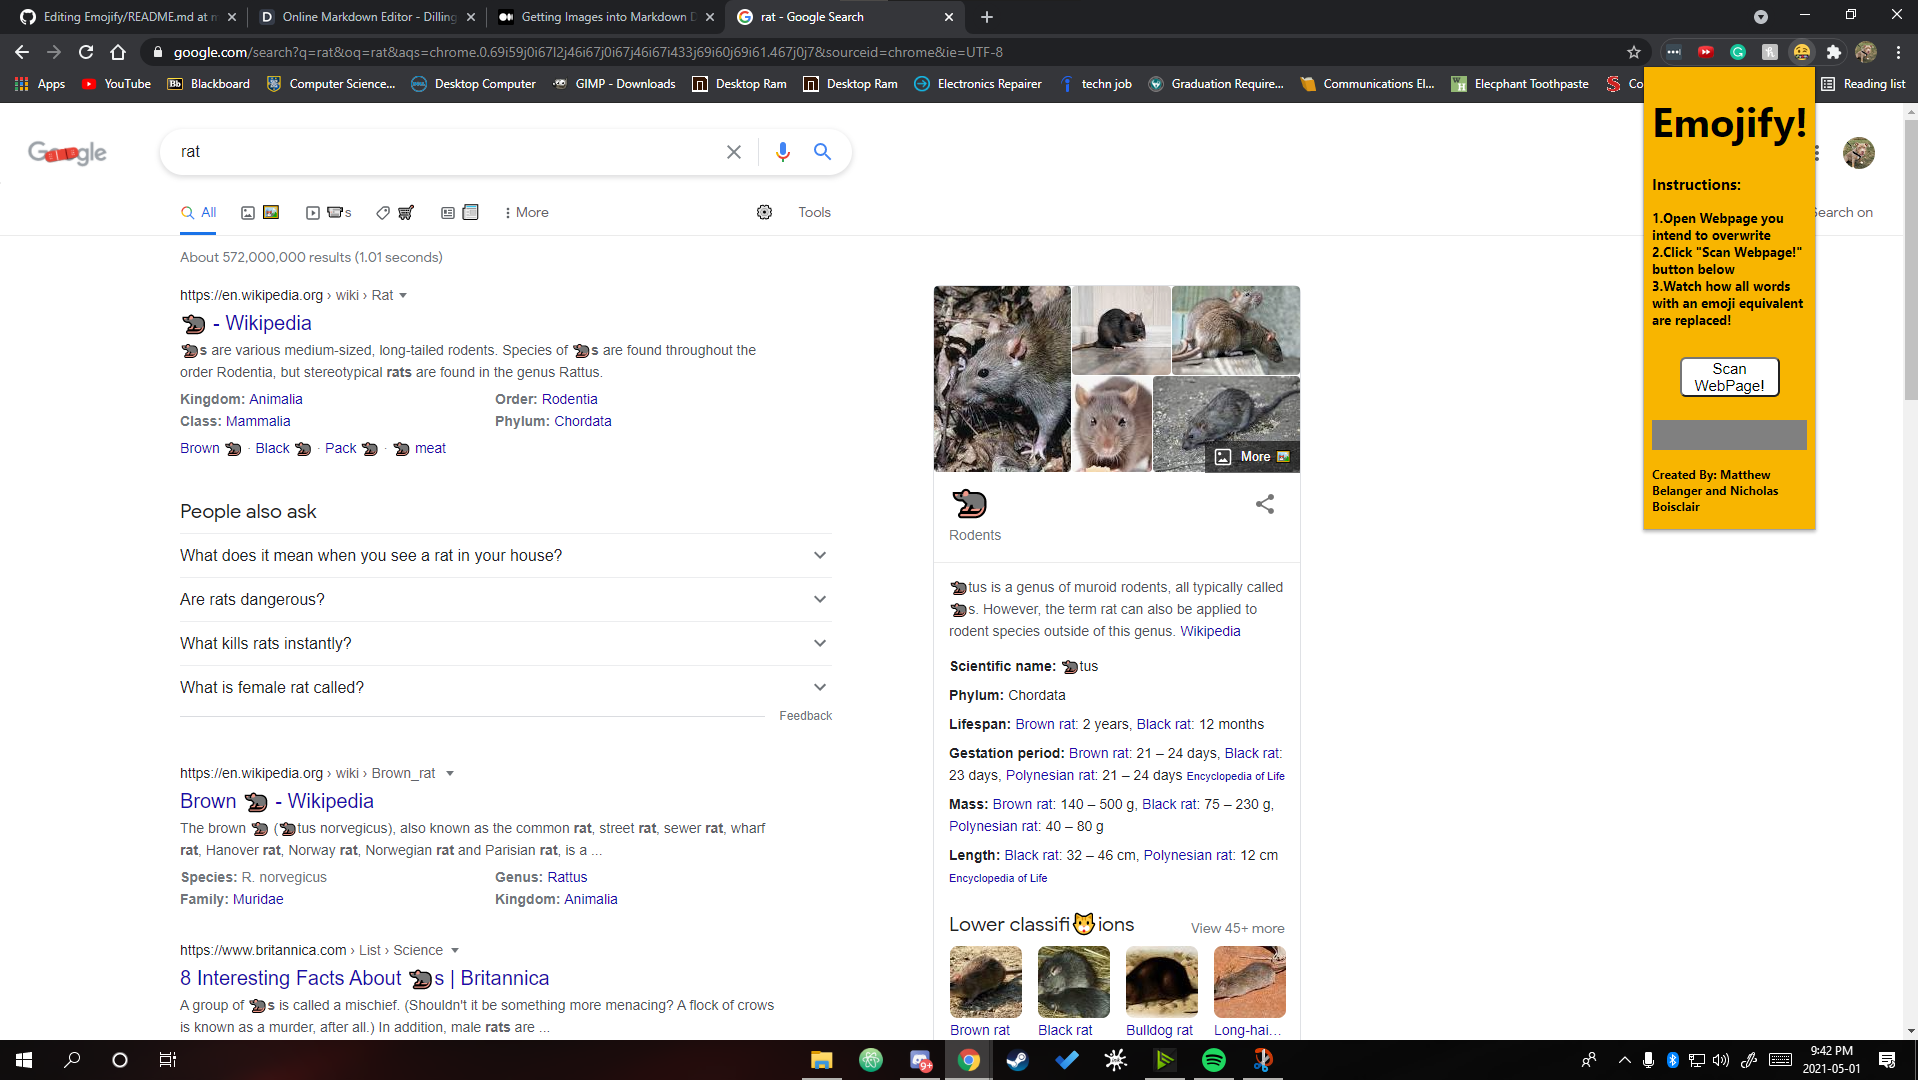 Editing Emojify/README.md at m
Online Markdown Editor - Dilling
Getting Images into Markdown D
rat - Google Search
google.com/search?q=rat&oq=rat&aqs=chrome.0.69i59j0i67l2j46i67j0i67j46i67i433j69i60j69i61.467j0j7&sourceid=chrome&ie=UTF-8
Apps YouTube Blackboard Computer Science... Desktop Computer GIMP - Downloads Desktop Ram Desktop Ram Electronics Repairer techn job Graduation Require... Communications El... Elecphant Toothpaste Co Reading list
Google
rat
All 🖼️ 📹s 🛒 📰 More Tools
Search on
About 572,000,000 results (1.01 seconds)
https://en.wikipedia.org › wiki › Rat
🐀 - Wikipedia
🐀s are various medium-sized, long-tailed rodents. Species of 🐀s are found throughout the
order Rodentia, but stereotypical rats are found in the genus Rattus.
Kingdom: Animalia Order: Rodentia
Class: Mammalia Phylum: Chordata
Brown 🐀 · Black 🐀 · Pack 🐀 · 🐀 meat
People also ask
What does it mean when you see a rat in your house?
Are rats dangerous?
What kills rats instantly?
What is female rat called?
Feedback
https://en.wikipedia.org › wiki › Brown_rat
Brown 🐀 - Wikipedia
The brown 🐀 (🐀tus norvegicus), also known as the common rat, street rat, sewer rat, wharf
rat, Hanover rat, Norway rat, Norwegian rat and Parisian rat, is a ...
Species: R. norvegicus Genus: Rattus
Family: Muridae Kingdom: Animalia
https://www.britannica.com › List › Science
8 Interesting Facts About 🐀s | Britannica
A group of 🐀s is called a mischief. (Shouldn't it be something more menacing? A flock of crows
is known as a murder, after all.) In addition, male rats are ...
More 🖼️
🐀
Rodents
🐀tus is a genus of muroid rodents, all typically called
🐀s. However, the term rat can also be applied to
rodent species outside of this genus. Wikipedia
Scientific name: 🐀tus
Phylum: Chordata
Lifespan: Brown rat: 2 years, Black rat: 12 months
Gestation period: Brown rat: 21 – 24 days, Black rat:
23 days, Polynesian rat: 21 – 24 days Encyclopedia of Life
Mass: Brown rat: 140 – 500 g, Black rat: 75 – 230 g,
Polynesian rat: 40 – 80 g
Length: Black rat: 32 – 46 cm, Polynesian rat: 12 cm
Encyclopedia of Life
Lower classifi🐱ions View 45+ more
Brown rat Black rat Bulldog rat Long-hai...
Emojify!
Instructions:
1.Open Webpage you
intend to overwrite
2.Click "Scan Webpage!"
button below
3.Watch how all words
with an emoji equivalent
are replaced!
Scan
WebPage!
Created By: Matthew
Belanger and Nicholas
Boisclair
9+
9:42 PM
2021-05-01